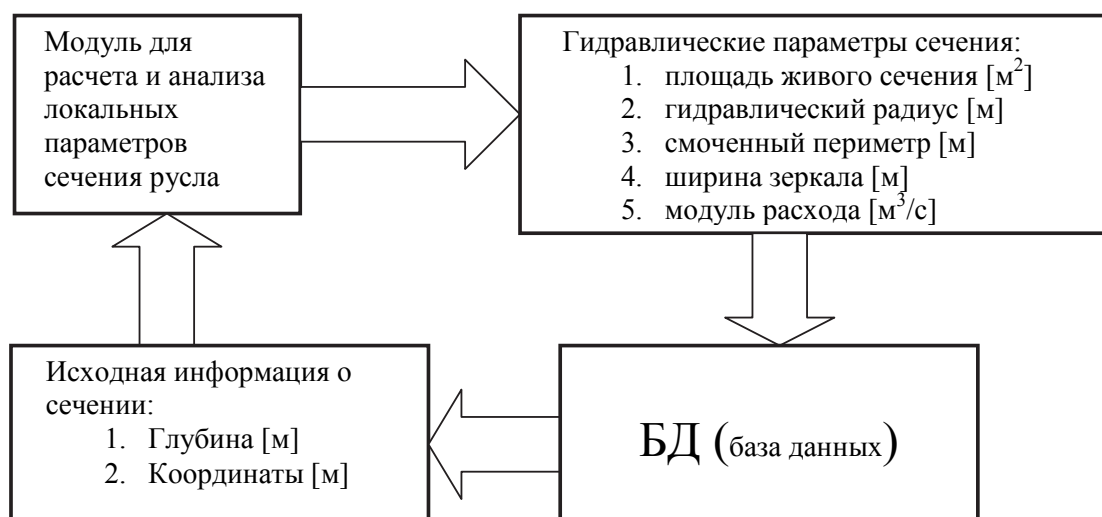 Модуль для
расчета и анализа
локальных
параметров
сечения русла
Гидравлические параметры сечения:
1. площадь живого сечения [м²]
2. гидравлический радиус [м]
3. смоченный периметр [м]
4. ширина зеркала [м]
5. модуль расхода [м³/с]
Исходная информация о
сечении:
1. Глубина [м]
2. Координаты [м]
БД (база данных)